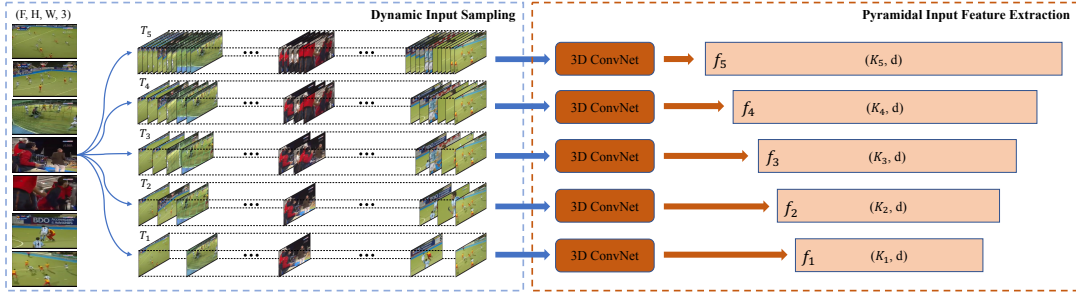 (F, H, W, 3)
Dynamic Input Sampling
Pyramidal Input Feature Extraction
T₅
...
...
3D ConvNet
f₅
(K₅, d)
T₄
...
...
3D ConvNet
f₄
(K₄, d)
T₃
...
...
3D ConvNet
f₃
(K₃, d)
T₂
...
...
3D ConvNet
f₂
(K₂, d)
BDO
T₁
...
...
3D ConvNet
f₁
(K₁, d)